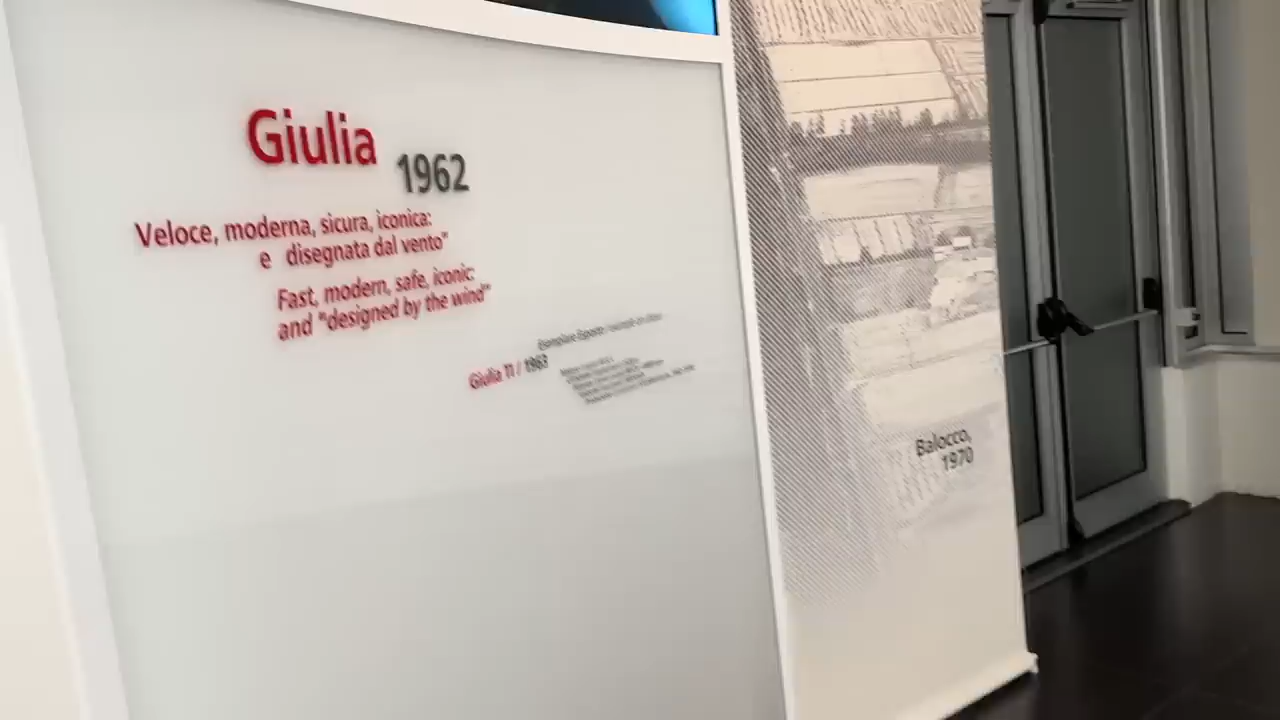 Giulia
1962
Veloce, moderna, sicura, iconica:
e disegnata dal vento"
Fast, modern, safe, iconic:
and "designed by the wind"
Giulia TI / 1963
Balocco,
1970